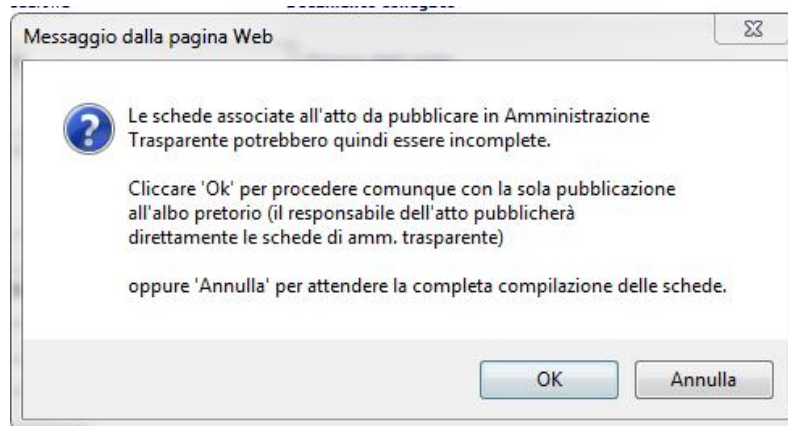 Messaggio dalla pagina Web
Le schede associate all'atto da pubblicare in Amministrazione
Trasparente potrebbero quindi essere incomplete.
Cliccare 'Ok' per procedere comunque con la sola pubblicazione
all'albo pretorio (il responsabile dell'atto pubblicherà
direttamente le schede di amm. trasparente)
oppure 'Annulla' per attendere la completa compilazione delle schede.
OK
Annulla